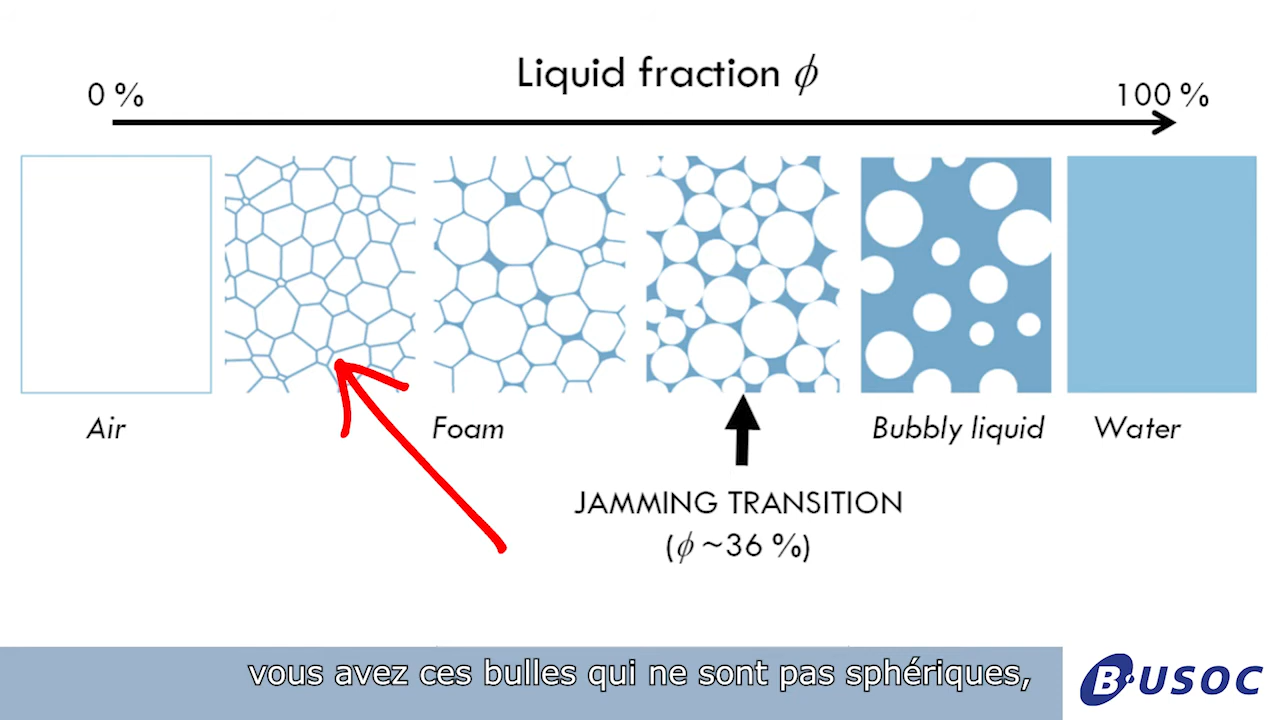 Liquid fraction ϕ
0 %
100 %
Air
Foam
Bubbly liquid
Water
JAMMING TRANSITION
(ϕ ~36 %)
vous avez ces bulles qui ne sont pas sphériques,
B.USOC